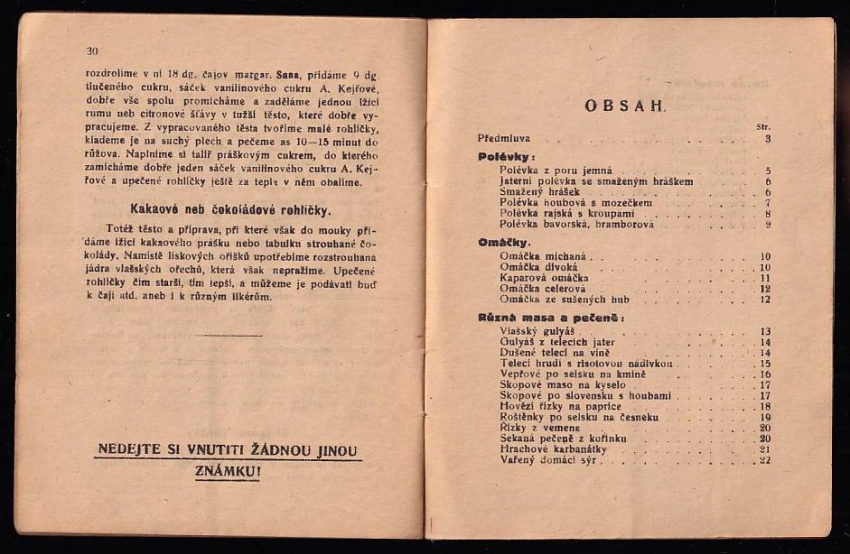 30
rozdrolíme v ní 18 dg. čajov margar. Sana, přidáme 9 dg
tlučeného cukru, sáček vanilinového cukru A. Kejřové,
dobře vše spolu promícháme a zaděláme jednou lžící
rumu neb citronové šťávy v tužší těsto, které dobře vy-
pracujeme. Z vypracovaného těsta tvoříme malé rohlíčky,
klademe je na suchý plech a pečeme as 10—15 minut do
růžova. Naplníme si talíř práškovým cukrem, do kterého
zamícháme dobře jeden sáček vanilinového cukru A. Kej-
řové a upečené rohlíčky ještě za tepla v něm obalíme.
Kakaové neb čokoládové rohlíčky.
Totéž těsto a příprava, při které však do mouky při-
dáme lžící kakaového prášku nebo tabulku strouhané čo-
kolády. Namístě lískových oříšků upotřebíme rozstrouhaná
jádra vlašských ořechů, která však nepražíme. Upečené
rohlíčky čím starší, tím lepší, a můžeme je podávati buď
k čaji atd. aneb i k různým likérům.
NEDEJTE SI VNUTITI ŽÁDNOU JINOU
ZNÁMKU!
OBSAH.
Str.
Předmluva 3
Polévky:
Polévka z poru jemná 5
Jaterní polévka se smaženým hráškem 6
Smažený hrášek 6
Polévka houbová s mozečkem 7
Polévka rajská s kroupami 8
Polévka bavorská, bramborová 9
Omáčky.
Omáčka míchaná 10
Omáčka divoká 10
Kaparová omáčka 11
Omáčka celerová 12
Omáčka ze sušených hub 12
Různá masa a pečeně:
Vlašský gulyáš 13
Gulyáš z telecích jater 14
Dušené telecí na víně 14
Telecí hrudí s risotovou nádivkou 15
Vepřové po selsku na kmíně 16
Skopové maso na kyselo 17
Skopové po slovensku s houbami 17
Hovězí řízky na paprice 18
Roštěnky po selsku na česneku 19
Řízky z vemene 20
Sekaná pečeně z kořínku 20
Hrachové karbanátky 21
Vařený domácí sýr 22